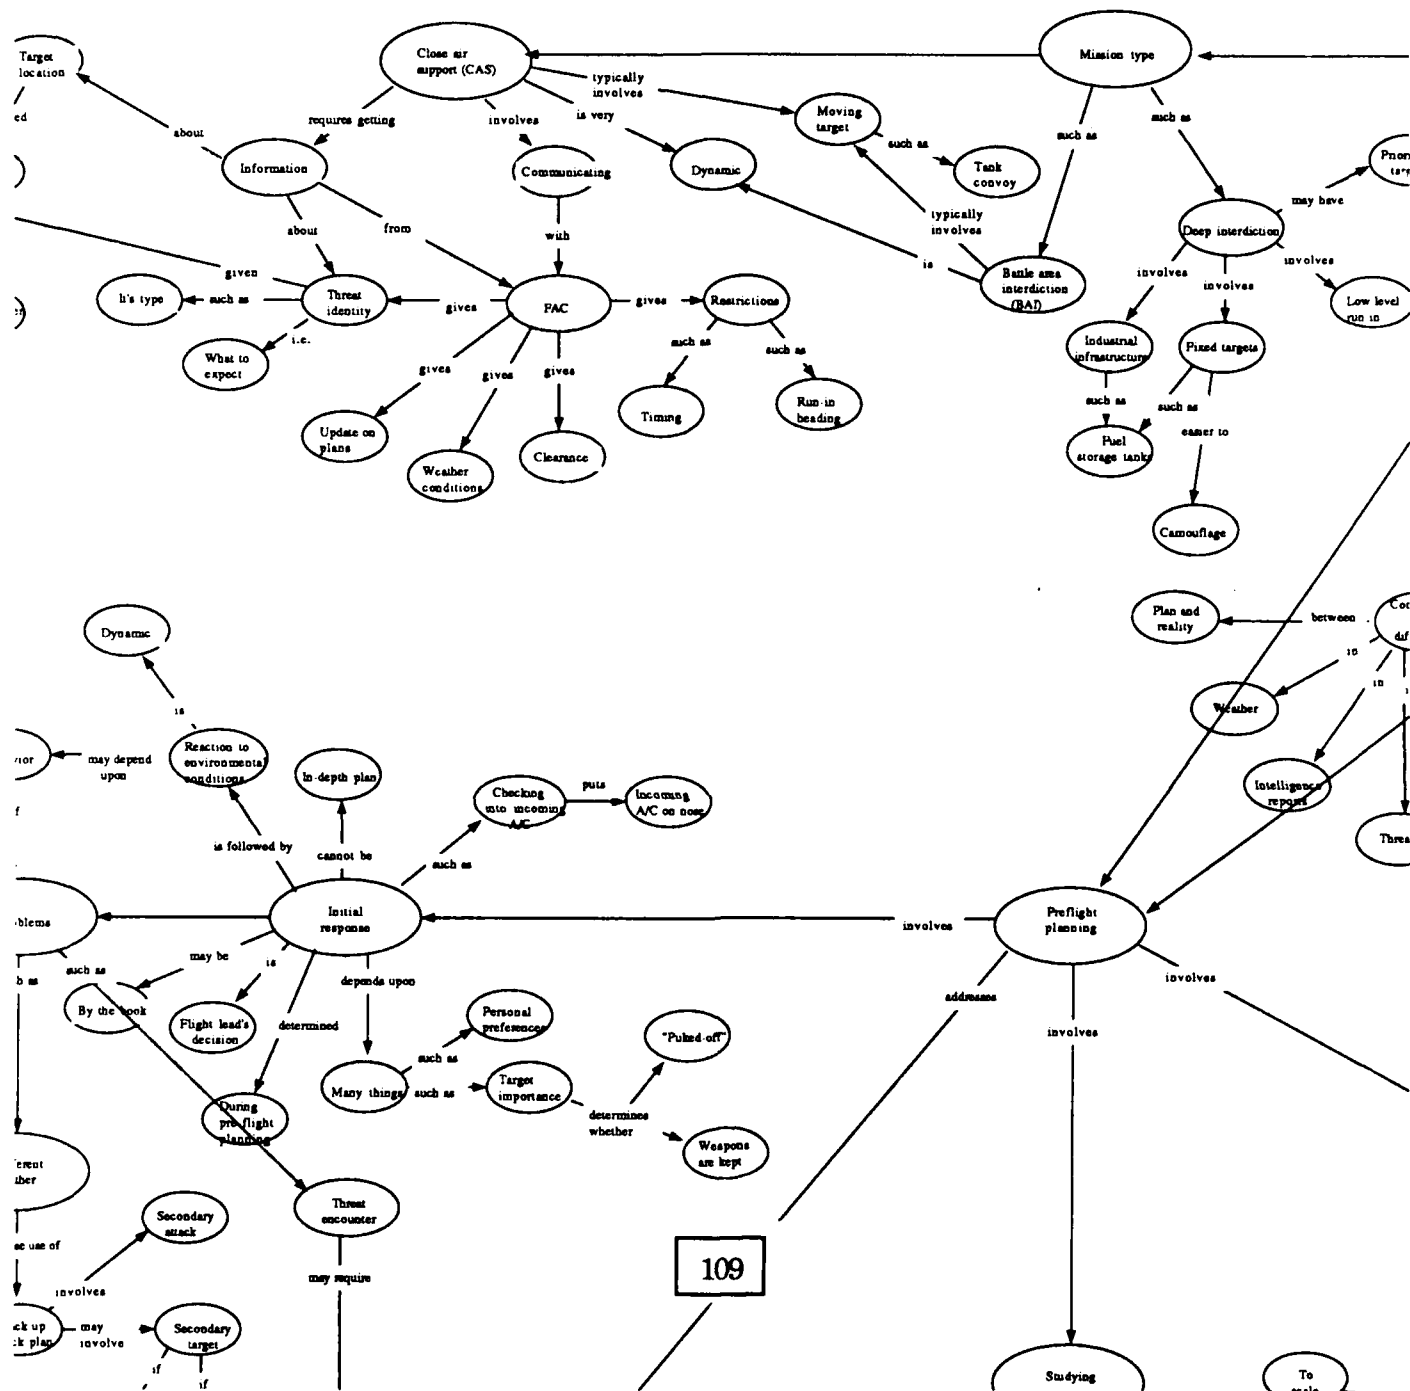 Target
location
Close air
support (CAS)
Mission type
typically
involves
requires getting
involves
is very
Moving
target
such as
such as
such as
about
Information
Communicating
Dynamic
Tank
convoy
may have
about
from
with
typically
involves
Deep interdiction
given
is
Battle area
interdiction
(BAI)
involves
involves
involves
It's type
such as
Threat
identity
gives
FAC
gives
Restrictions
Low level
run in
i.e.
What to
expect
gives
gives
gives
such as
such as
Industrial
infrastructure
Fixed targets
Timing
Run-in
heading
such as
such as
easier to
Update on
plans
Weather
conditions
Clearance
Fuel
storage tanks
Camouflage
Dynamic
Plan and
reality
between
in
in
is
Weather
may depend
upon
Reaction to
environmental
conditions
In-depth plan
Checking
into incoming
A/C
puts
Incoming
A/C on nose
Intelligence
reports
is followed by
cannot be
such as
Initial
response
involves
Preflight
planning
such as
may be
is
depends upon
addresses
involves
By the book
Flight lead's
decision
determined
Personal
preferences
involves
"Puked-off"
such as
Many things
such as
Target
importance
During
pre flight
planning
determines
whether
Weapons
are kept
Threat
encounter
Secondary
attack
use of
may require
109
involves
may
involve
Secondary
target
if
if
Studying
To